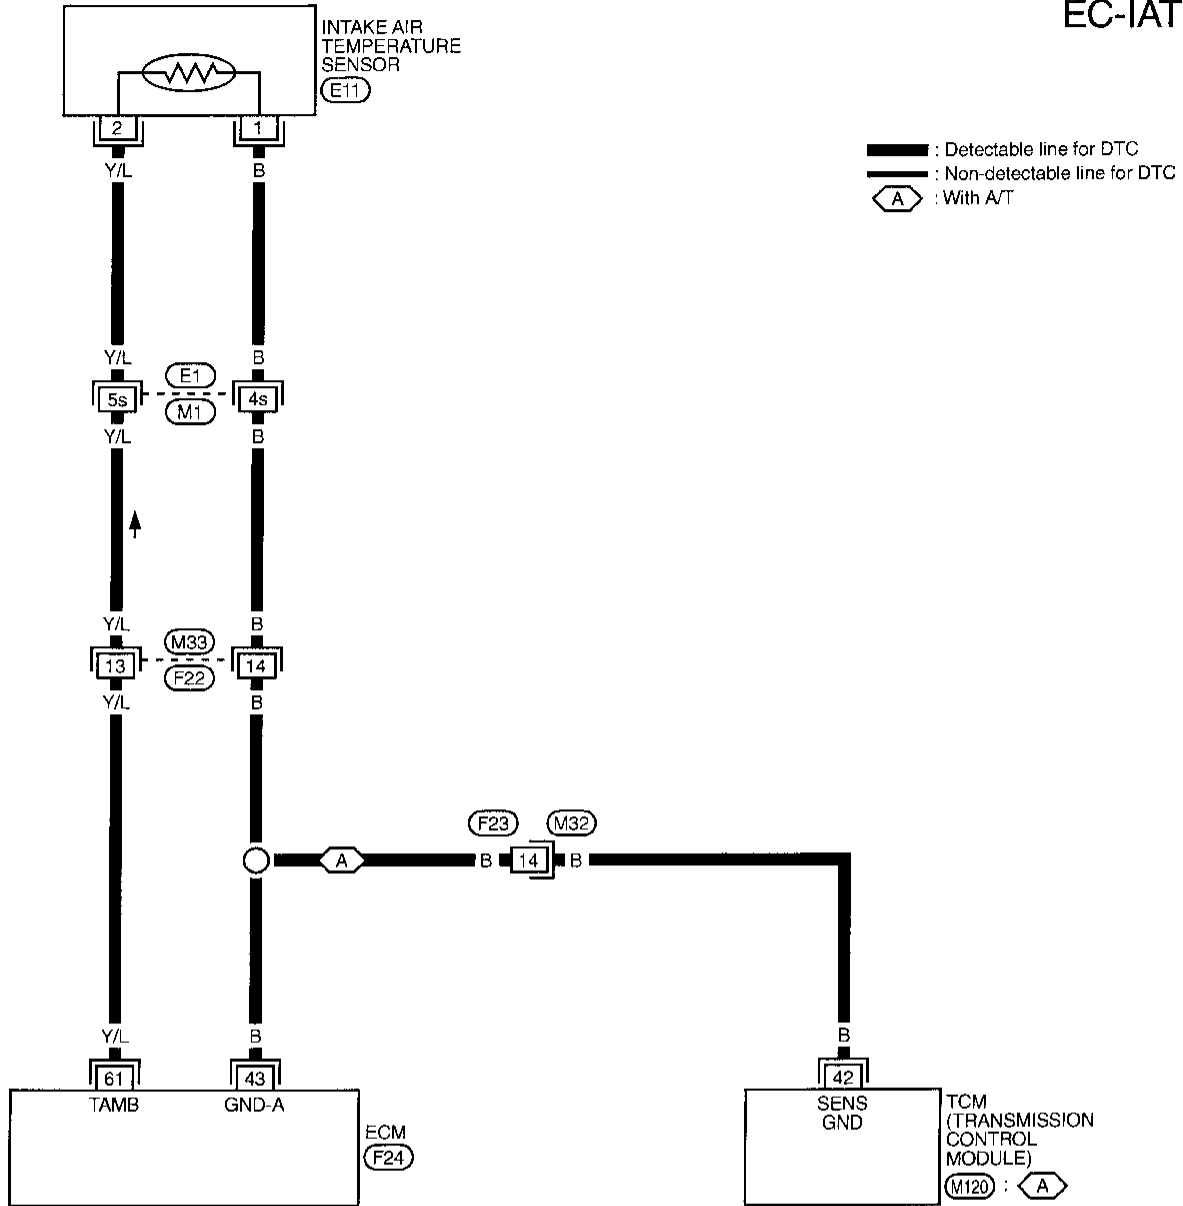 EC-IAT
INTAKE AIR
TEMPERATURE
SENSOR
E11
2
1
Y/L
B
: Detectable line for DTC
: Non-detectable line for DTC
A : With A/T
Y/L
B
E1
5s
4s
M1
Y/L
B
Y/L
B
M33
13
14
F22
Y/L
B
F23
M32
A
B
14
B
Y/L
B
B
61
43
42
TAMB
GND-A
SENS
GND
ECM
F24
TCM
(TRANSMISSION
CONTROL
MODULE)
M120 : A